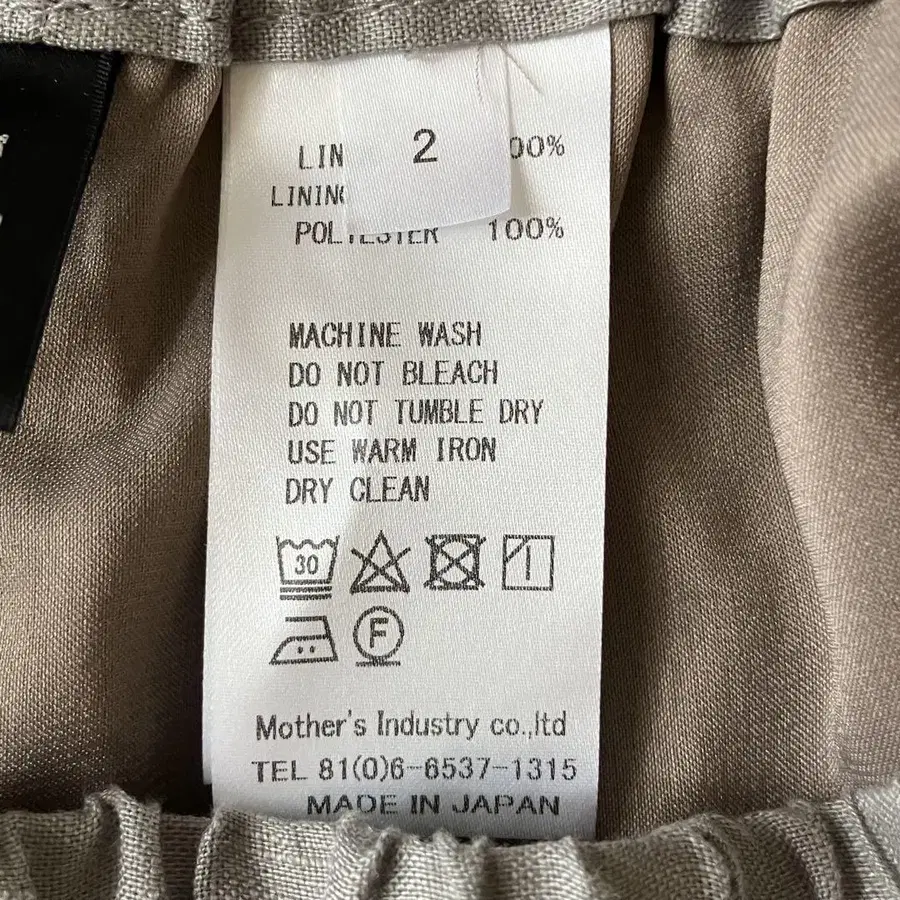 2
LIN 00%
LININ
POLYESTER 100%
MACHINE WASH
DO NOT BLEACH
DO NOT TUMBLE DRY
USE WARM IRON
DRY CLEAN
30
F
Mother's Industry co.,ltd
TEL 81(0)6-6537-1315
MADE IN JAPAN